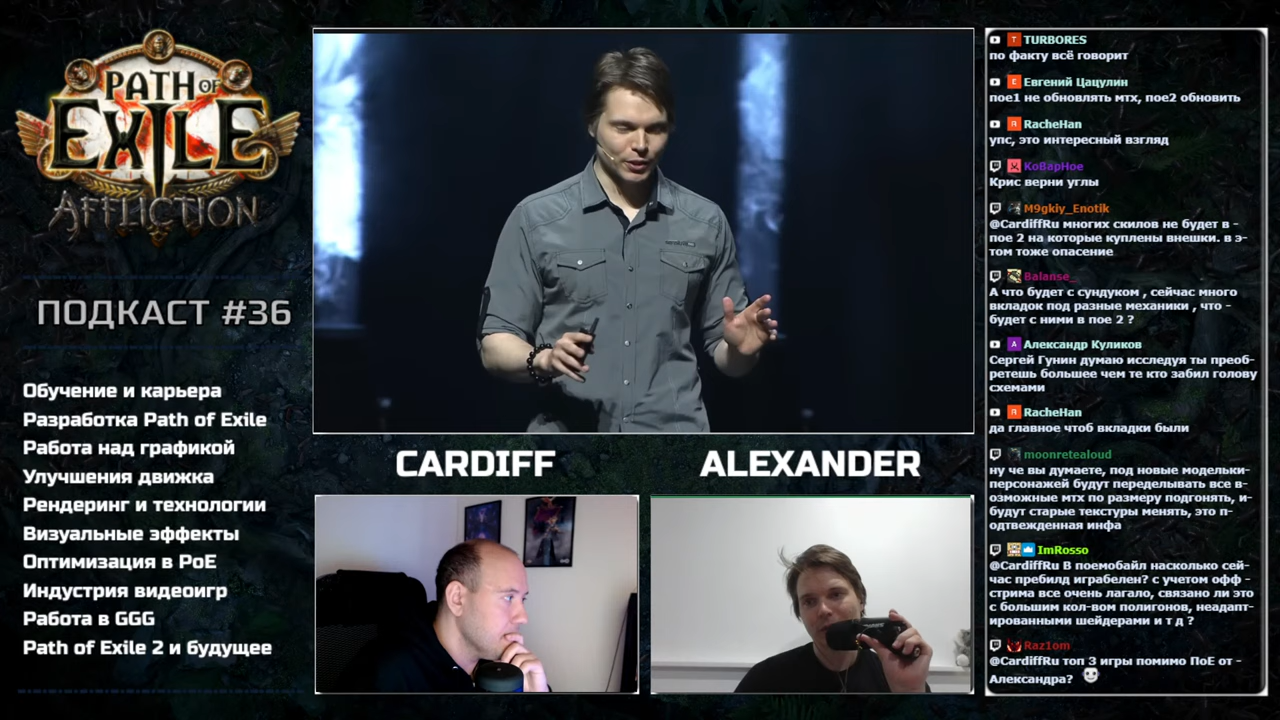 PATH OF
EXILE
AFFLICTION
ПОДКАСТ #36
Обучение и карьера
Разработка Path of Exile
Работа над графикой
Улучшения движка
Рендеринг и технологии
Визуальные эффекты
Оптимизация в PoE
Индустрия видеоигр
Работа в GGG
Path of Exile 2 и будущее
CARDIFF
ALEXANDER
T TURBORES
по факту всё говорит
Е Евгений Цацулин
пое1 не обновлять мтх, пое2 обновить
R RacheHan
упс, это интересный взгляд
KoBapHoe
Крис верни углы
M9gkiy_Enotik
@CardiffRu многих скилов не будет в -
пое 2 на которые куплены внешки. в э-
том тоже опасение
Balanse_
А что будет с сундуком , сейчас много
вкладок под разные механики , что -
будет с ними в пое 2 ?
А Александр Куликов
Сергей Гунин думаю исследуя ты преоб-
ретешь большее чем те кто забил голову
схемами
R RacheHan
да главное чтоб вкладки были
moonretealoud
ну че вы думаете, под новые модельки-
персонажей будут переделывать все в-
озможные мтх по размеру подгонять, и-
будут старые текстуры менять, это п-
одтвежденная инфа
ImRosso
@CardiffRu В поемобайл насколько сей-
час пребилд играбелен? с учетом офф -
стрима все очень лагало, связано ли это
с большим кол-вом полигонов, неадапт-
ированными шейдерами и т д ?
Raz1om
@CardiffRu топ 3 игры помимо ПоЕ от -
Александра?